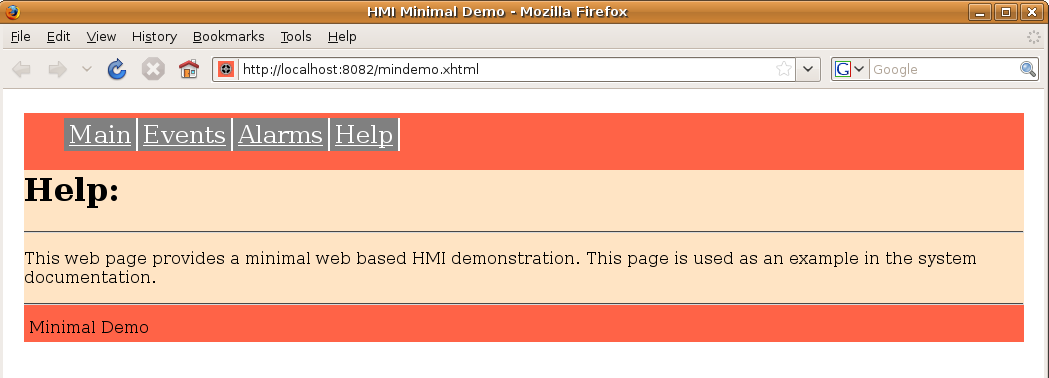 HMI Minimal Demo - Mozilla Firefox
File Edit View History Bookmarks Tools Help
http://localhost:8082/mindemo.xhtml G Google
Main Events Alarms Help
Help:
This web page provides a minimal web based HMI demonstration. This page is used as an example in the system
documentation.
Minimal Demo